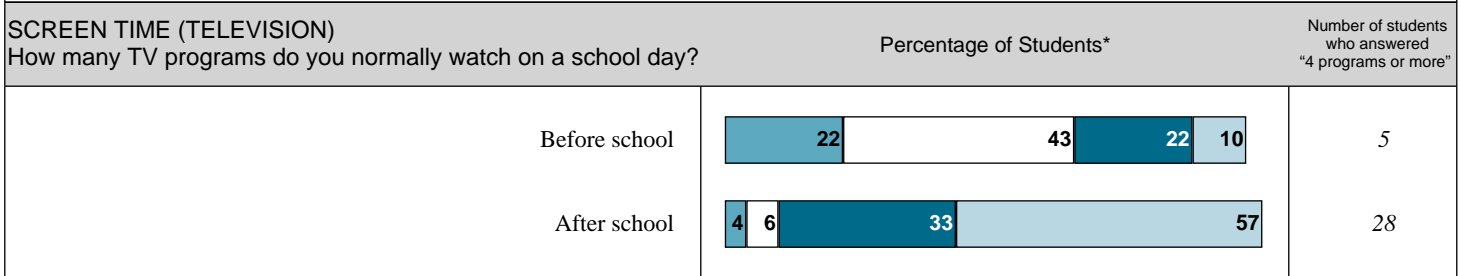 SCREEN TIME (TELEVISION)
How many TV programs do you normally watch on a school day?
Percentage of Students*
Number of students
who answered
“4 programs or more”
Before school
22 43 22 10
5
After school
4 6 33 57
28